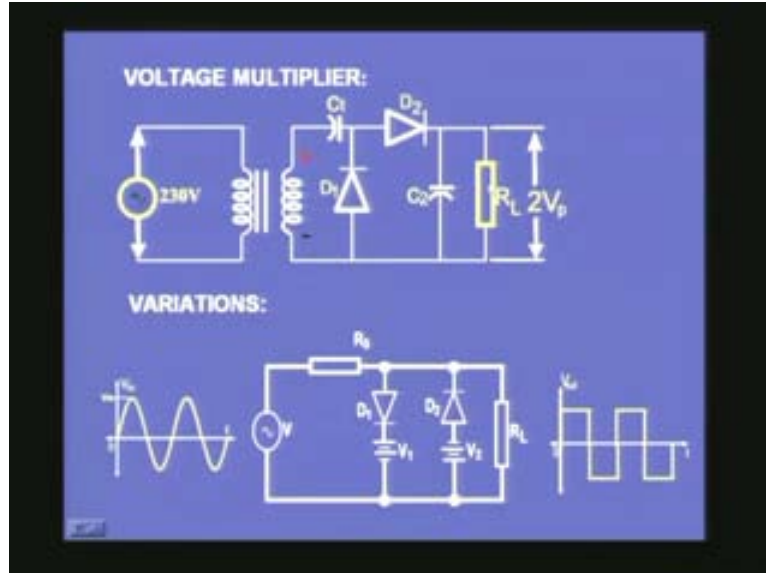 VOLTAGE MULTIPLIER:
C1
D2
230V
D1
C2
RL 2Vp
+
-
VARIATIONS:
RS
V
D1
V1
D2
V2
RL
t
t